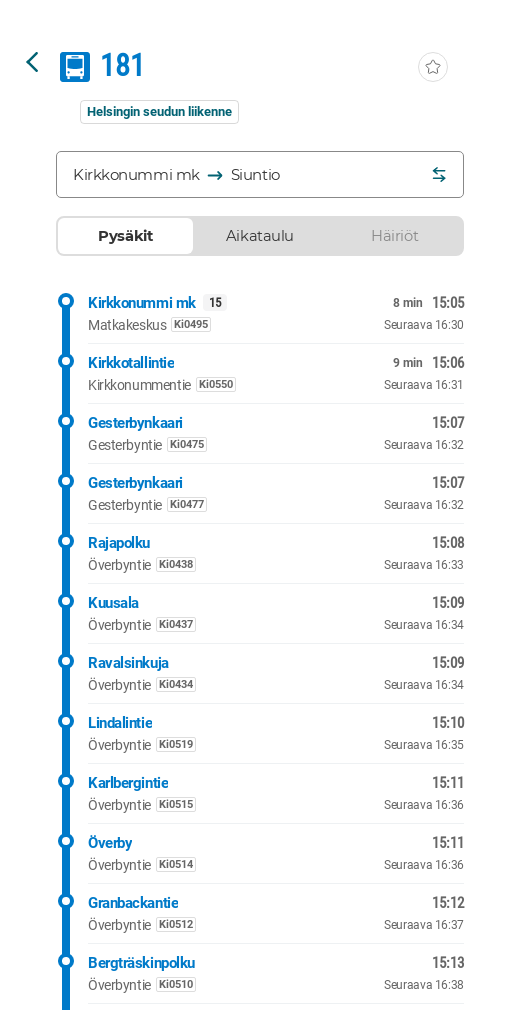 181
Helsingin seudun liikenne
Kirkkonummi mk → Siuntio
Pysäkit Aikataulu Häiriöt
Kirkkonummi mk 15 8 min 15:05
Matkakeskus Ki0495 Seuraava 16:30
Kirkkotallintie 9 min 15:06
Kirkkonummentie Ki0550 Seuraava 16:31
Gesterbynkaari 15:07
Gesterbyntie Ki0475 Seuraava 16:32
Gesterbynkaari 15:07
Gesterbyntie Ki0477 Seuraava 16:32
Rajapolku 15:08
Överbyntie Ki0438 Seuraava 16:33
Kuusala 15:09
Överbyntie Ki0437 Seuraava 16:34
Ravalsinkuja 15:09
Överbyntie Ki0434 Seuraava 16:34
Lindalintie 15:10
Överbyntie Ki0519 Seuraava 16:35
Karlbergintie 15:11
Överbyntie Ki0515 Seuraava 16:36
Överby 15:11
Överbyntie Ki0514 Seuraava 16:36
Granbackantie 15:12
Överbyntie Ki0512 Seuraava 16:37
Bergträskinpolku 15:13
Överbyntie Ki0510 Seuraava 16:38